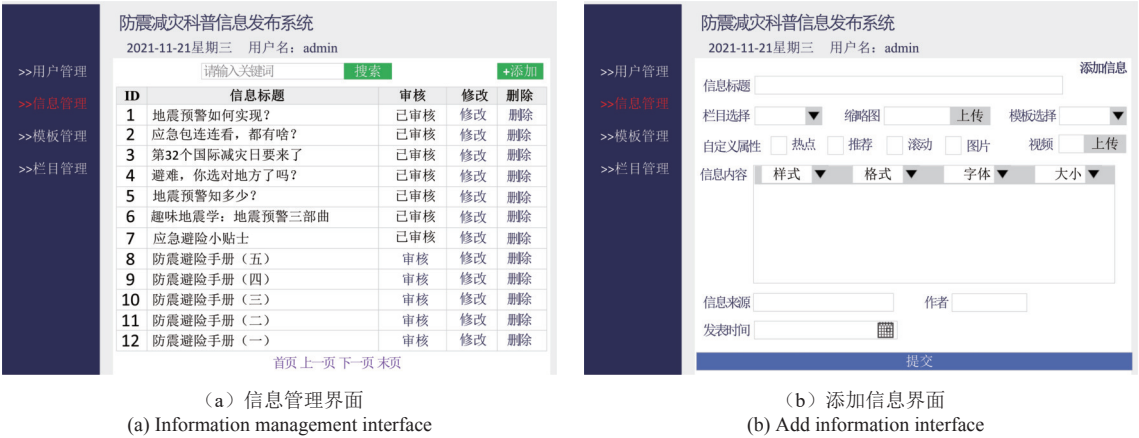 防震减灾科普信息发布系统
2021-11-21星期三 用户名：admin
>>用户管理
>>信息管理
>>模板管理
>>栏目管理
请输入关键词 搜索 +添加
ID 信息标题 审核 修改 删除
1 地震预警如何实现？ 已审核 修改 删除
2 应急包连连看，都有啥？ 已审核 修改 删除
3 第32个国际减灾日要来了 已审核 修改 删除
4 避难，你选对地方了吗？ 已审核 修改 删除
5 地震预警知多少？ 已审核 修改 删除
6 趣味地震学：地震预警三部曲 已审核 修改 删除
7 应急避险小贴士 已审核 修改 删除
8 防震避险手册（五） 审核 修改 删除
9 防震避险手册（四） 审核 修改 删除
10 防震避险手册（三） 审核 修改 删除
11 防震避险手册（二） 审核 修改 删除
12 防震避险手册（一） 审核 修改 删除
首页 上一页 下一页 末页
（a）信息管理界面
(a) Information management interface
防震减灾科普信息发布系统
2021-11-21星期三 用户名：admin
>>用户管理
>>信息管理
>>模板管理
>>栏目管理
添加信息
信息标题
栏目选择 ▼ 缩略图 上传 模板选择 ▼
自定义属性 热点 推荐 滚动 图片 视频 上传
信息内容 样式 ▼ 格式 ▼ 字体 ▼ 大小 ▼
信息来源 作者
发表时间
提交
（b）添加信息界面
(b) Add information interface